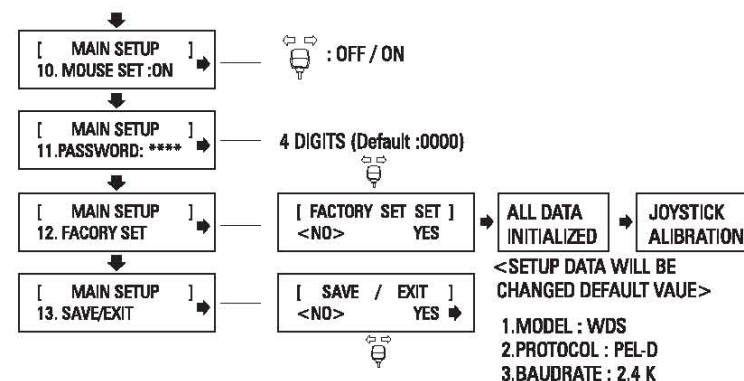 [ MAIN SETUP ]
10. MOUSE SET :ON
: OFF / ON
[ MAIN SETUP ]
11.PASSWORD: ****
4 DIGITS (Default :0000)
[ MAIN SETUP ]
12. FACORY SET
[ FACTORY SET SET ]
<NO> YES
ALL DATA
INITIALIZED
JOYSTICK
ALIBRATION
<SETUP DATA WILL BE
CHANGED DEFAULT VAUE>
[ MAIN SETUP ]
13. SAVE/EXIT
[ SAVE / EXIT ]
<NO> YES
1.MODEL : WDS
2.PROTOCOL : PEL-D
3.BAUDRATE : 2.4 K